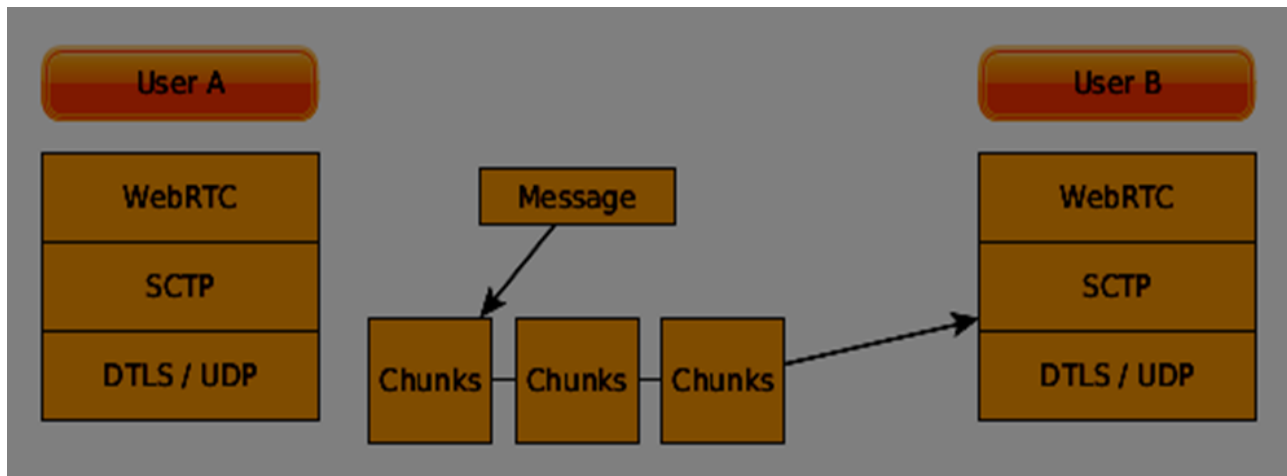 User A
User B
WebRTC
SCTP
DTLS / UDP
Message
Chunks
Chunks
Chunks
WebRTC
SCTP
DTLS / UDP